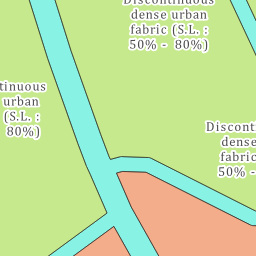 Discontinuous
dense urban
fabric (S.L. :
50% - 80%)
tinuous
urban
(S.L. :
80%)
Discont
dense
fabric
50% -